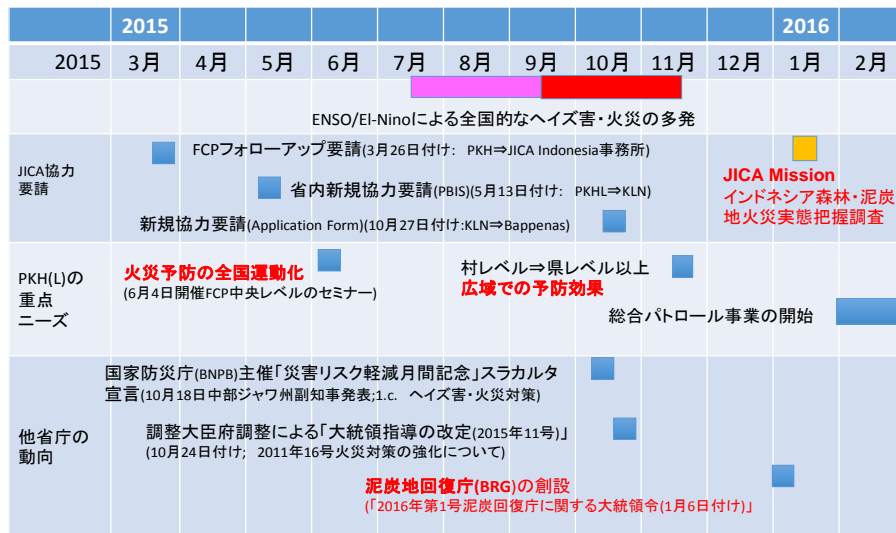 2015 2016
2015 3月 4月 5月 6月 7月 8月 9月 10月 11月 12月 1月 2月
ENSO/El-Ninoによる全国的なヘイズ害・火災の多発
JICA協力
要請
FCPフォローアップ要請(3月26日付け: PKH⇒JICA Indonesia事務所)
省内新規協力要請(PBIS)(5月13日付け: PKHL⇒KLN)
新規協力要請(Application Form)(10月27日付け:KLN⇒Bappenas)
JICA Mission
インドネシア森林・泥炭
地火災実態把握調査
PKH(L)の
重点
ニーズ
火災予防の全国運動化
(6月4日開催FCP中央レベルのセミナー)
村レベル⇒県レベル以上
広域での予防効果
総合パトロール事業の開始
他省庁の
動向
国家防災庁(BNPB)主催「災害リスク軽減月間記念」スラカルタ
宣言(10月18日中部ジャワ州副知事発表;1.c. ヘイズ害・火災対策)
調整大臣府調整による「大統領指導の改定(2015年11号)」
(10月24日付け; 2011年16号火災対策の強化について)
泥炭地回復庁(BRG)の創設
(「2016年第1号泥炭回復庁に関する大統領令(1月6日付け)」